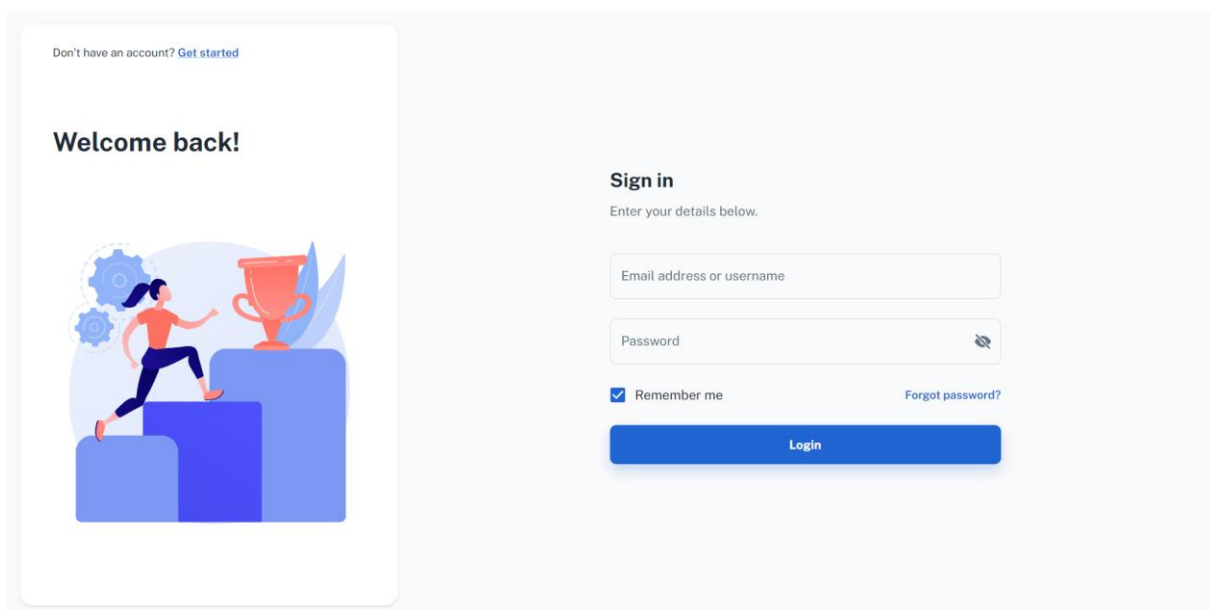 Don't have an account? Get started
Welcome back!
Sign in
Enter your details below.
Email address or username
Password
Remember me
Forgot password?
Login